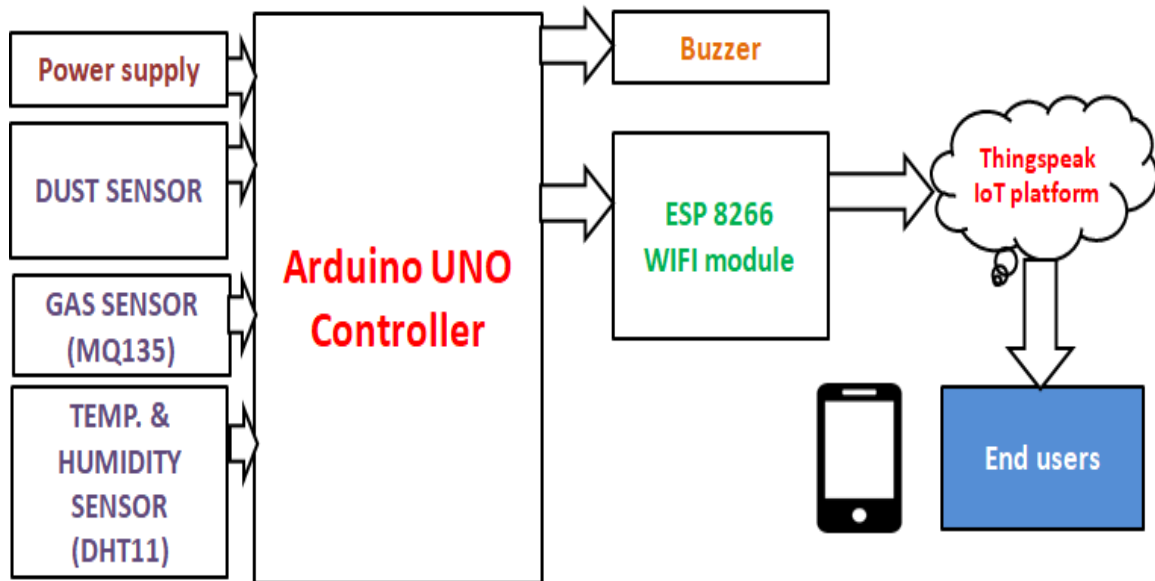 Power supply
DUST SENSOR
GAS SENSOR
(MQ135)
TEMP. &
HUMIDITY
SENSOR
(DHT11)
Arduino UNO
Controller
Buzzer
ESP 8266
WIFI module
Thingspeak
IoT platform
End users